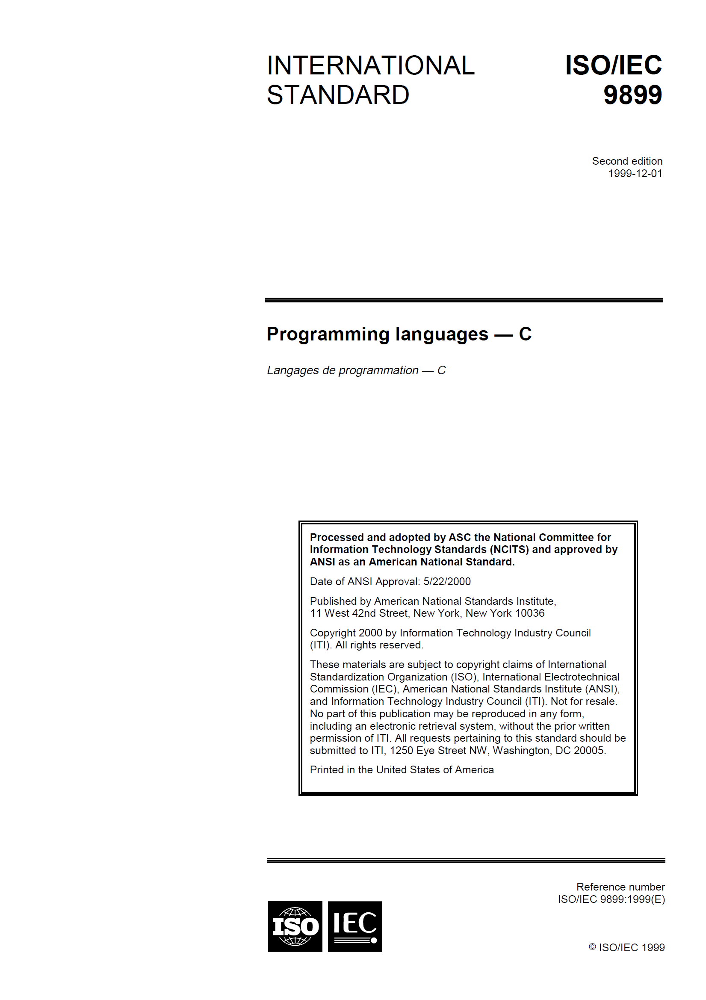 INTERNATIONAL
STANDARD
ISO/IEC
9899
Second edition
1999-12-01
Programming languages — C
Langages de programmation — C
Processed and adopted by ASC the National Committee for
Information Technology Standards (NCITS) and approved by
ANSI as an American National Standard.
Date of ANSI Approval: 5/22/2000
Published by American National Standards Institute,
11 West 42nd Street, New York, New York 10036
Copyright 2000 by Information Technology Industry Council
(ITI). All rights reserved.
These materials are subject to copyright claims of International
Standardization Organization (ISO), International Electrotechnical
Commission (IEC), American National Standards Institute (ANSI),
and Information Technology Industry Council (ITI). Not for resale.
No part of this publication may be reproduced in any form,
including an electronic retrieval system, without the prior written
permission of ITI. All requests pertaining to this standard should be
submitted to ITI, 1250 Eye Street NW, Washington, DC 20005.
Printed in the United States of America
Reference number
ISO/IEC 9899:1999(E)
ISO
IEC
© ISO/IEC 1999